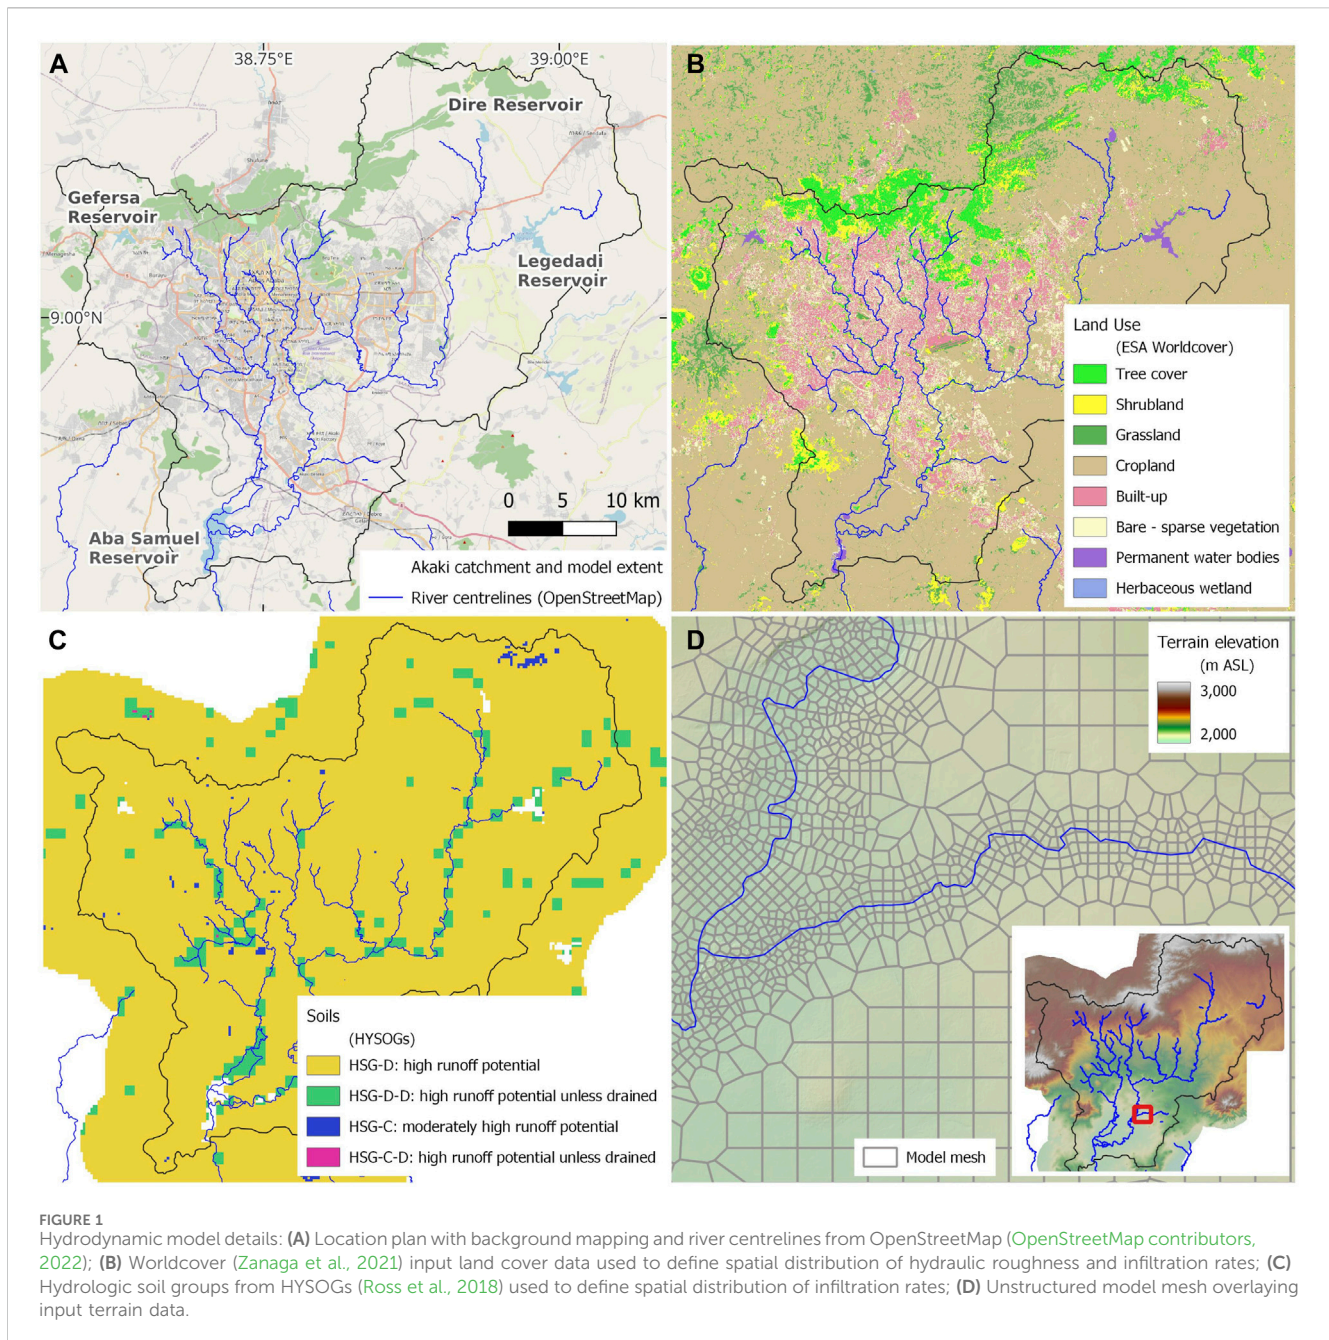 A
38.75°E
39.00°E
Dire Reservoir
Gefersa
Reservoir
Legedadi
Reservoir
9.00°N
Aba Samuel
Reservoir
0 5 10 km
Akaki catchment and model extent
River centrelines (OpenStreetMap)
B
Land Use
(ESA Worldcover)
Tree cover
Shrubland
Grassland
Cropland
Built-up
Bare - sparse vegetation
Permanent water bodies
Herbaceous wetland
C
Soils
(HYSOGs)
HSG-D: high runoff potential
HSG-D-D: high runoff potential unless drained
HSG-C: moderately high runoff potential
HSG-C-D: high runoff potential unless drained
D
Terrain elevation
(m ASL)
3,000
2,000
Model mesh
FIGURE 1
Hydrodynamic model details: (A) Location plan with background mapping and river centrelines from OpenStreetMap (OpenStreetMap contributors,
2022); (B) Worldcover (Zanaga et al., 2021) input land cover data used to define spatial distribution of hydraulic roughness and infiltration rates; (C)
Hydrologic soil groups from HYSOGs (Ross et al., 2018) used to define spatial distribution of infiltration rates; (D) Unstructured model mesh overlaying
input terrain data.